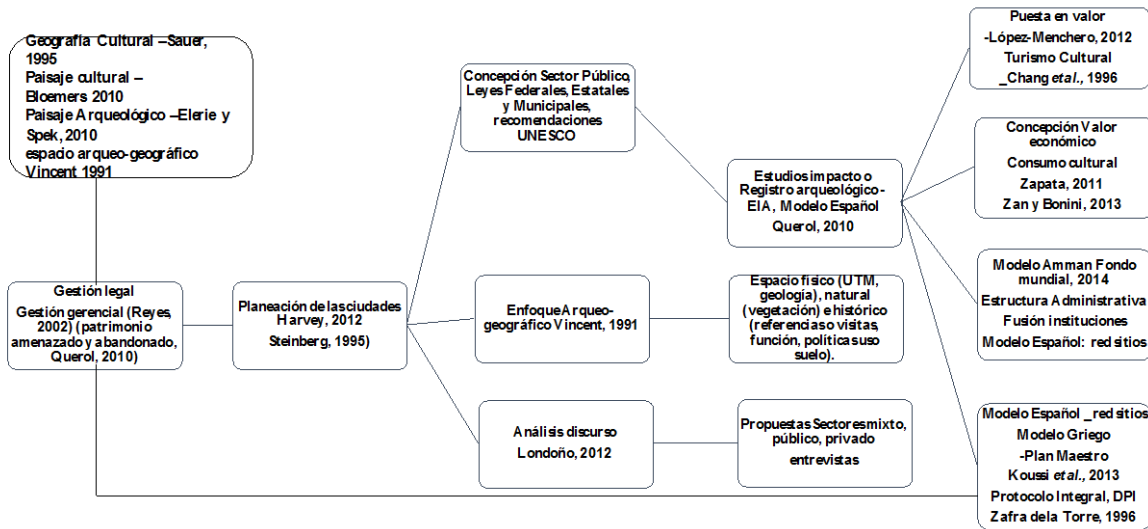 Geografía Cultural –Sauer,
1995
Paisaje cultural –
Bloemers 2010
Paisaje Arqueológico –Elerie y
Spek, 2010
espacio arqueo-geográfico
Vincent 1991
Gestión legal
Gestión gerencial (Reyes,
2002) (patrimonio
amenazado y abandonado,
Querol, 2010)
Planeación de lasciudades
Harvey, 2012
Steinberg, 1995)
Concepción Sector Público,
Leyes Federales, Estatales
y Municipales,
recomendaciones
UNESCO
Enfoque Arqueo-
geográfico Vincent, 1991
Análisis discurso
Londoño, 2012
Estudios impacto o
Registro arqueológico-
EIA, Modelo Español
Querol, 2010
Espacio físico (UTM,
geología), natural
(vegetación) e histórico
(referencias o visitas,
función, políticas uso
suelo).
Propuestas Sectores mixto,
público, privado
entrevistas
Puesta en valor
-López-Menchero, 2012
Turismo Cultural
_Chang et al., 1996
Concepción Valor
económico
Consumo cultural
Zapata, 2011
Zan y Bonini, 2013
Modelo Amman Fondo
mundial, 2014
Estructura Administrativa
Fusión instituciones
Modelo Español: red sitios
Modelo Español _red sitios
Modelo Griego
-Plan Maestro
Koussi et al., 2013
Protocolo Integral, DPI
Zafra de la Torre, 1996